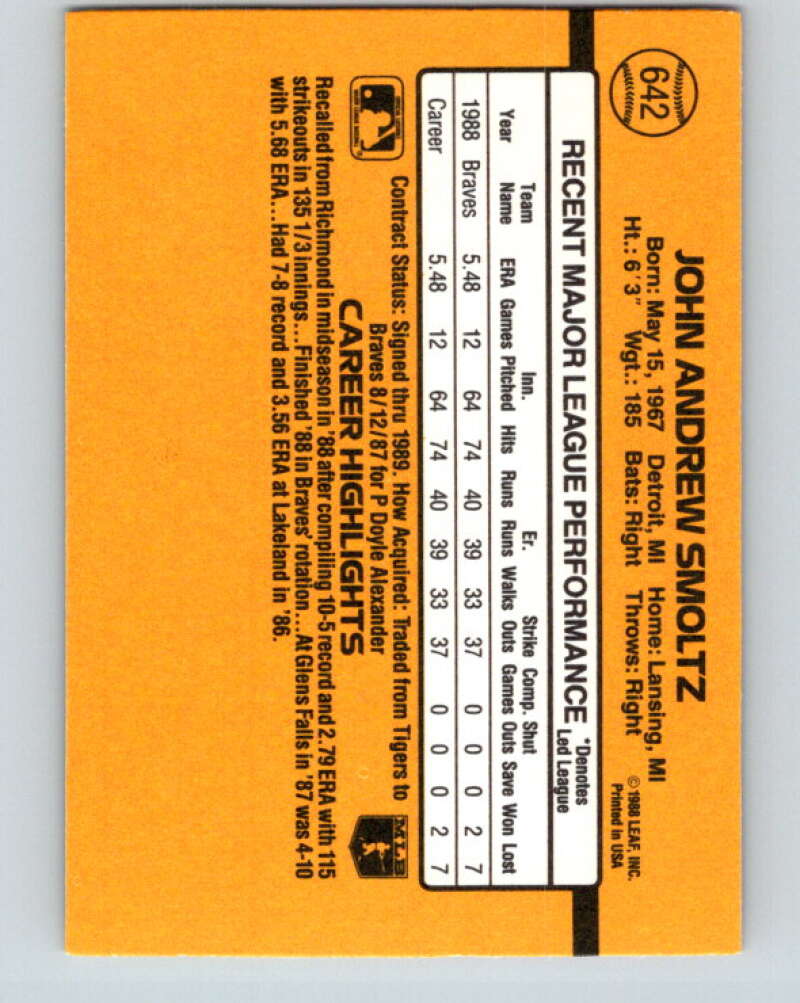 642
JOHN ANDREW SMOLTZ
Born: May 15, 1967 Detroit, MI Home: Lansing, MI
Ht.: 6'3" Wgt.: 185 Bats: Right Throws: Right
© 1988 LEAF, INC.
Printed in USA
RECENT MAJOR LEAGUE PERFORMANCE
*Denotes
Led League
Team Inn. Er. Strike Comp. Shut
Year Name ERA Games Pitched Hits Runs Runs Walks Outs Games Outs Save Won Lost
1988 Braves 5.48 12 64 74 40 39 33 37 0 0 0 2 7
Career 5.48 12 64 74 40 39 33 37 0 0 0 2 7
Contract Status: Signed thru 1989. How Acquired: Traded from Tigers to
Braves 8/12/87 for P Doyle Alexander
MLB
CAREER HIGHLIGHTS
Recalled from Richmond in midseason in '88 after compiling 10-5 record and 2.79 ERA with 115
strikeouts in 135 1/3 innings...Finished '88 in Braves' rotation...At Glens Falls in '87 was 4-10
with 5.68 ERA...Had 7-8 record and 3.56 ERA at Lakeland in '86.